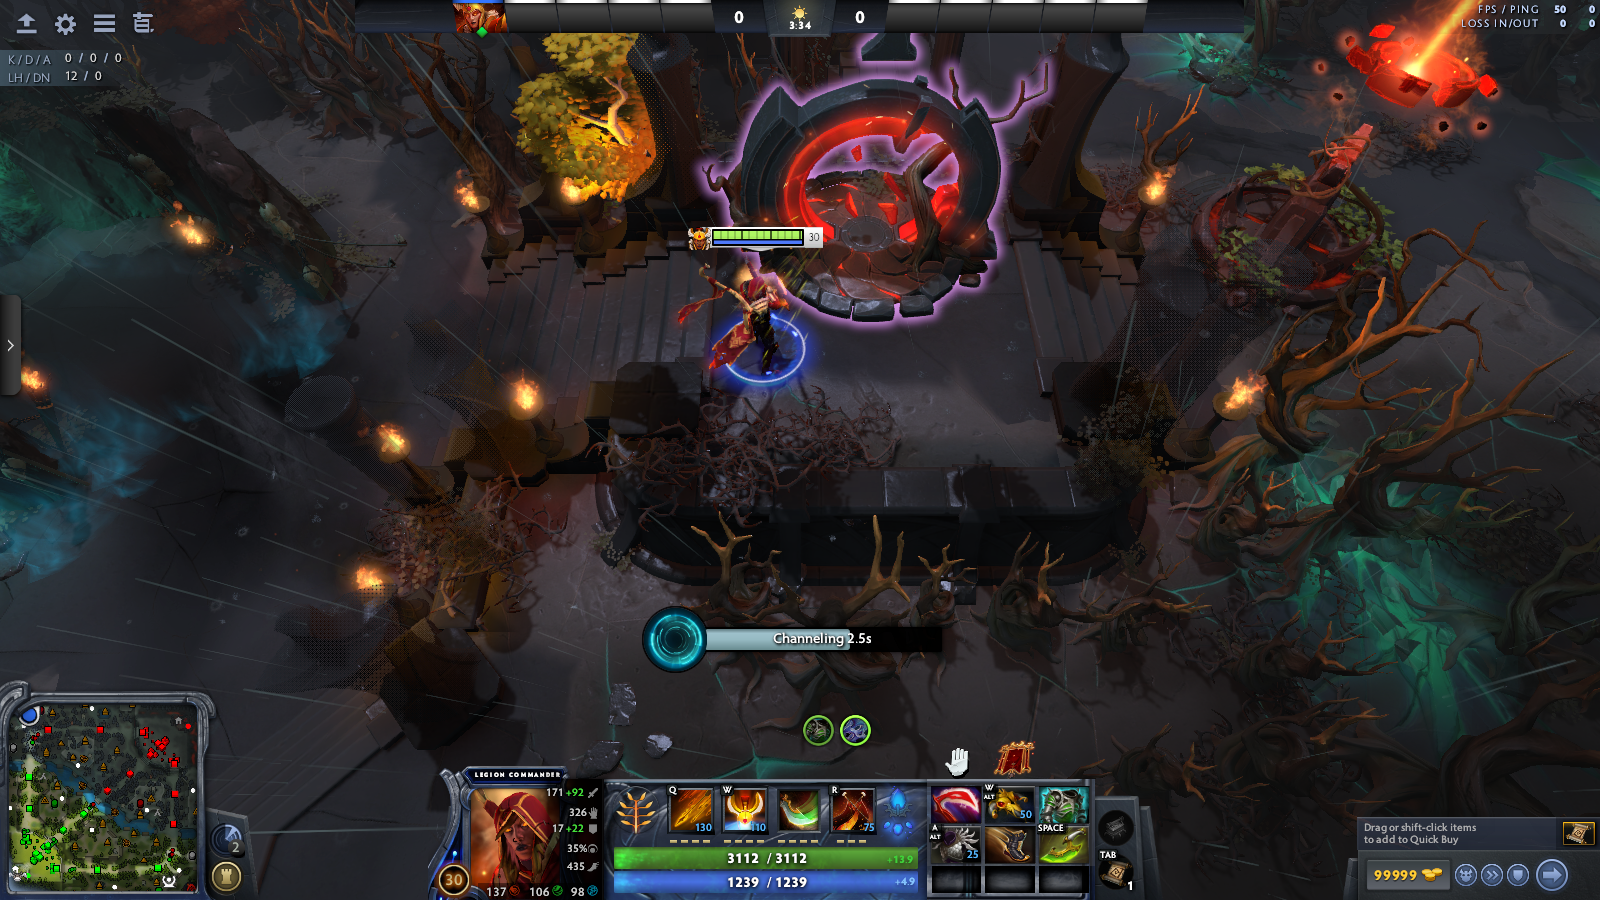 K/D/A 0 / 0 / 0
LH/DN 12 / 0
0
3:34
0
FPS / PING 50 0
LOSS IN/OUT 0 0
30
Channeling 2.5s
2
LEGION COMMANDER
171 +92
326
17 +22
35%
435
30
137 106 98
Q
130
W
110
R
75
3112 / 3112
+13.9
1239 / 1239
+4.9
W
ALT
50
A
ALT
25
SPACE
TAB
1
Drag or shift-click items
to add to Quick Buy
99999